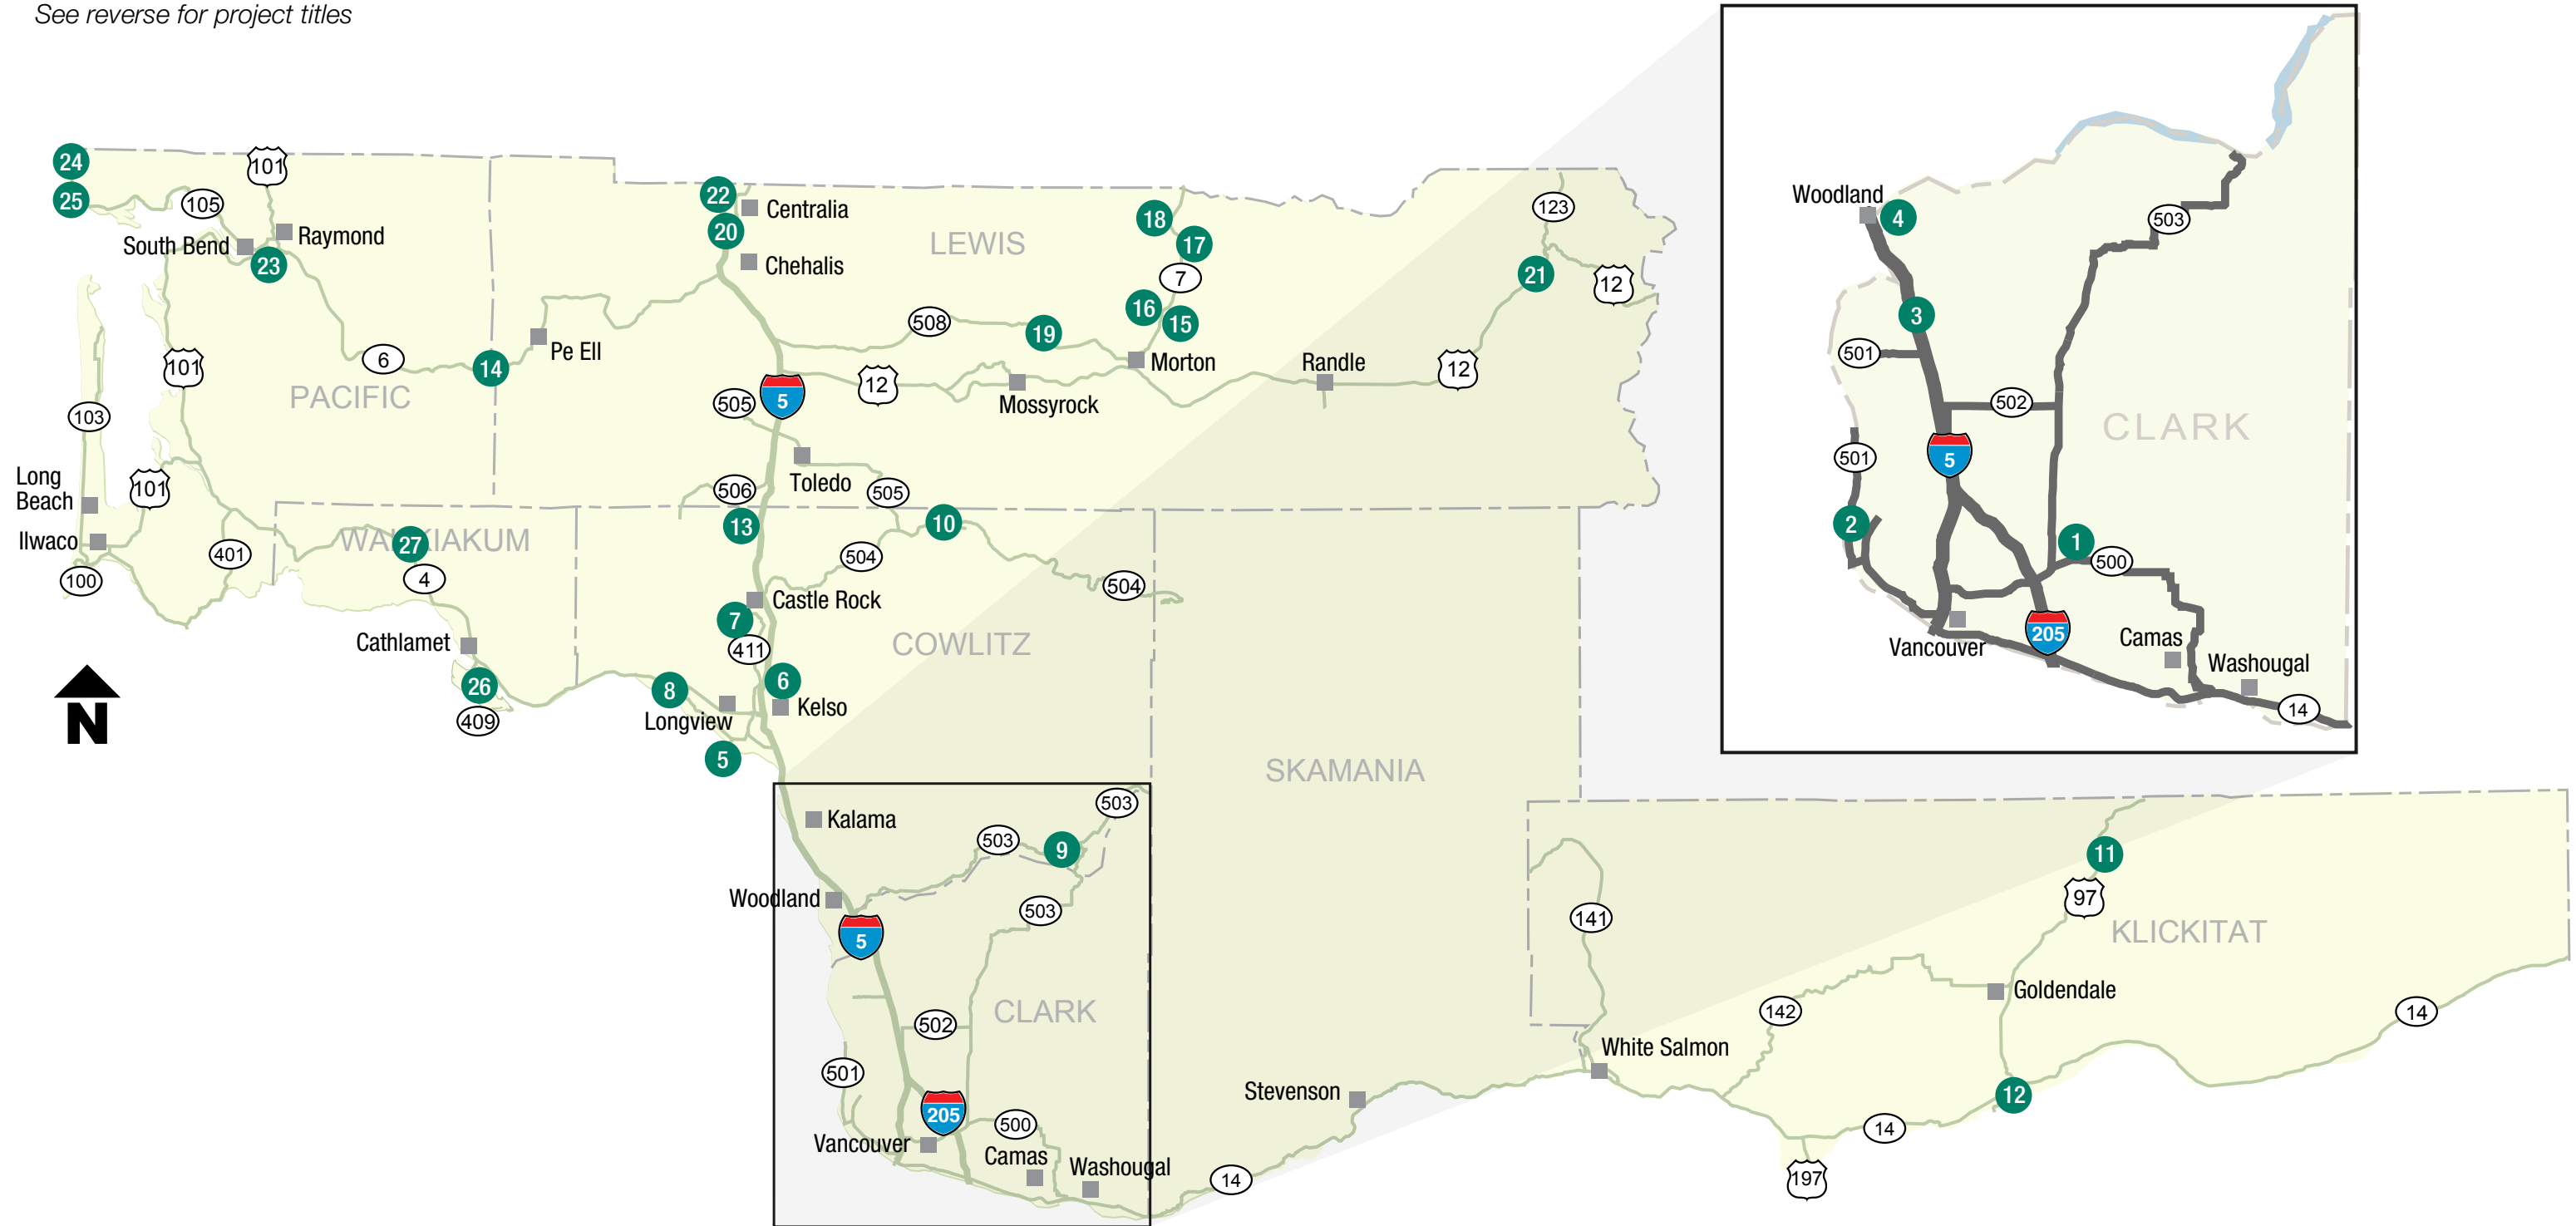 See reverse for project titles
24
25
101
105
South Bend
Raymond
23
22
Centralia
20
Chehalis
LEWIS
18
17
7
16
15
123
21
12
508
19
Morton
Randle
12
Pe Ell
6
14
101
PACIFIC
103
5
505
12
Mossyrock
Long
Beach
101
506
Toledo
505
13
10
Ilwaco
401
WAHKIAKUM
27
4
100
504
504
Castle Rock
7
411
COWLITZ
Cathlamet
26
409
8
6
Longview
Kelso
5
N
SKAMANIA
Kalama
503
503
9
Woodland
5
503
502
CLARK
501
205
500
Vancouver
Camas
Washougal
14
Stevenson
White Salmon
141
142
11
97
KLICKITAT
Goldendale
14
12
14
197
Woodland
4
503
3
501
502
CLARK
5
501
2
1
500
Vancouver
205
Camas
Washougal
14